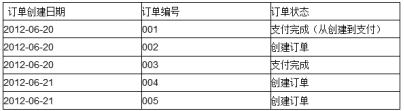 订单创建日期 订单编号 订单状态
2012-06-20 001 支付完成（从创建到支付）
2012-06-20 002 创建订单
2012-06-20 003 支付完成
2012-06-21 004 创建订单
2012-06-21 005 创建订单